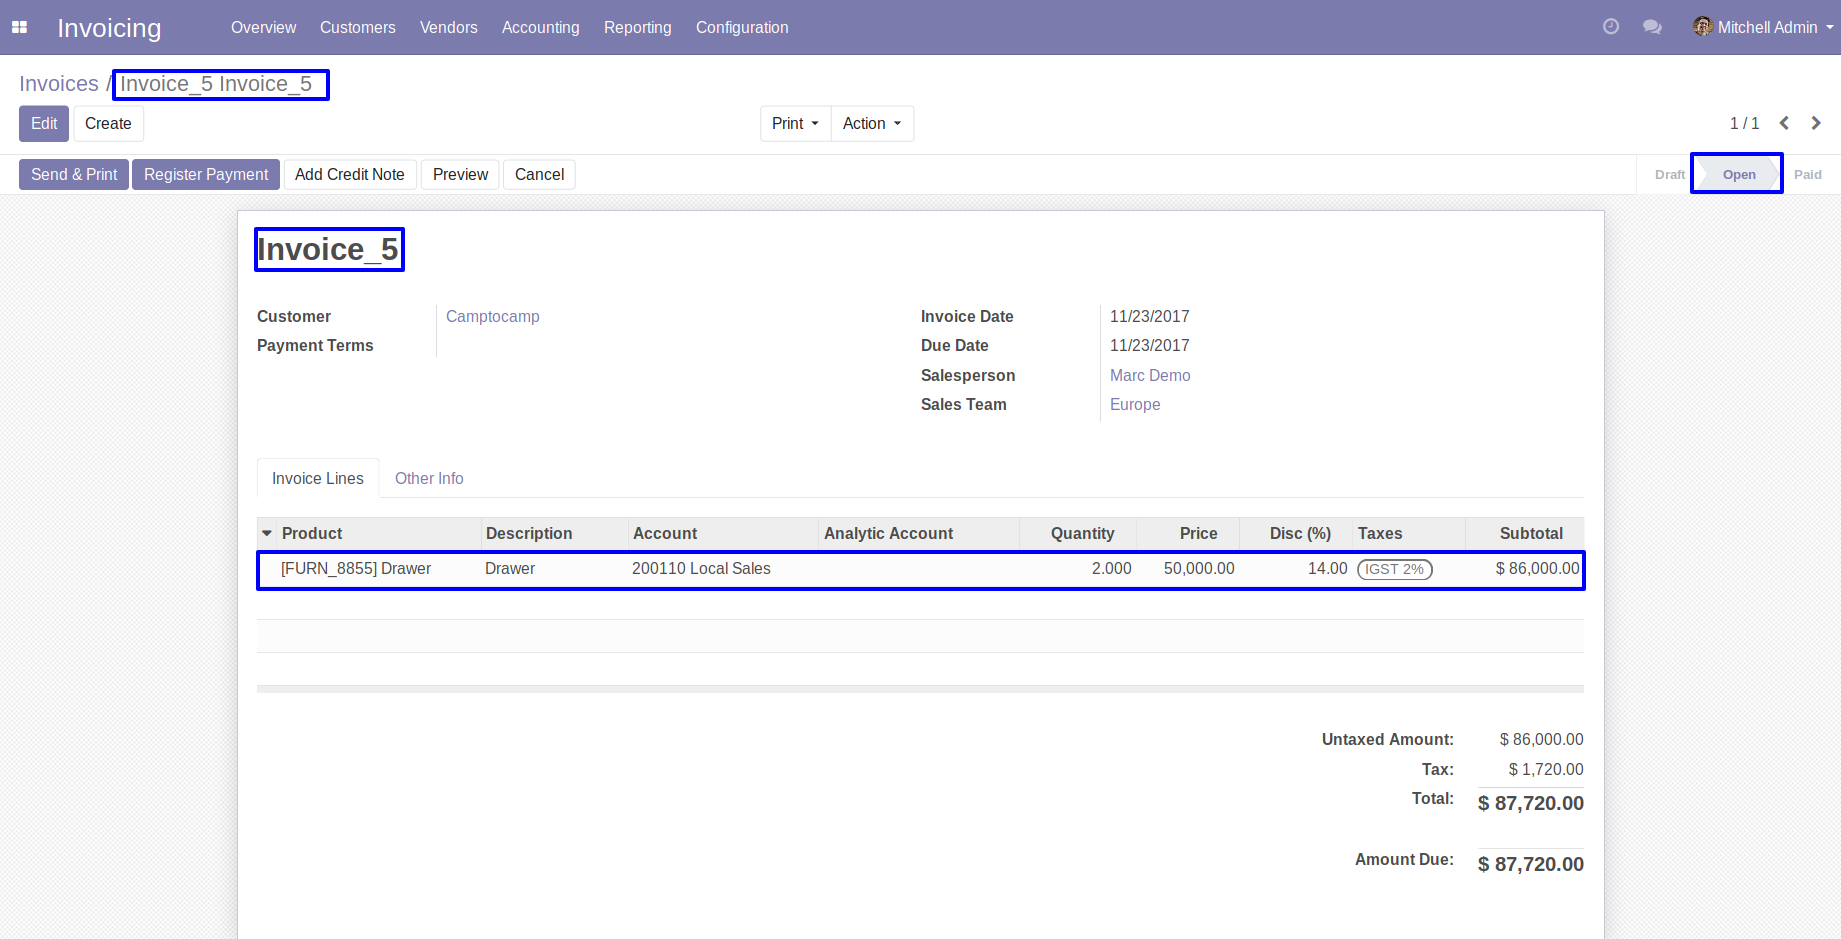 Invoicing Overview Customers Vendors Accounting Reporting Configuration Mitchell Admin
Invoices / Invoice_5 Invoice_5
Edit Create Print Action 1 / 1
Send & Print Register Payment Add Credit Note Preview Cancel Draft Open Paid
Invoice_5
Customer Camptocamp Invoice Date 11/23/2017
Payment Terms Due Date 11/23/2017
Salesperson Marc Demo
Sales Team Europe
Invoice Lines Other Info
Product Description Account Analytic Account Quantity Price Disc (%) Taxes Subtotal
[FURN_8855] Drawer Drawer 200110 Local Sales 2.000 50,000.00 14.00 IGST 2% $ 86,000.00
Untaxed Amount: $ 86,000.00
Tax: $ 1,720.00
Total: $ 87,720.00
Amount Due: $ 87,720.00